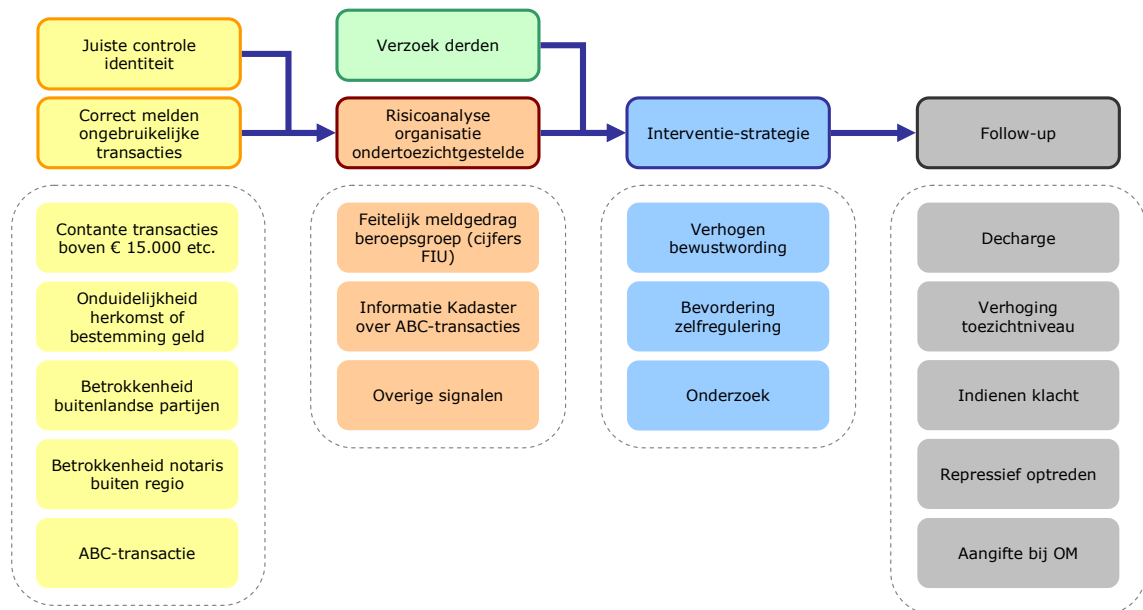 Juiste controle
identiteit
Correct melden
ongebruikelijke
transacties
Contante transacties
boven € 15.000 etc.
Onduidelijkheid
herkomst of
bestemming geld
Betrokkenheid
buitenlandse partijen
Betrokkenheid notaris
buiten regio
ABC-transactie
Verzoek derden
Risicoanalyse
organisatie
ondertoezichtgestelde
Feitelijk meldgedrag
beroepsgroep (cijfers
FIU)
Informatie Kadaster
over ABC-transacties
Overige signalen
Interventie-strategie
Verhogen
bewustwording
Bevordering
zelfregulering
Onderzoek
Follow-up
Decharge
Verhoging
toezichtniveau
Indienen klacht
Repressief optreden
Aangifte bij OM